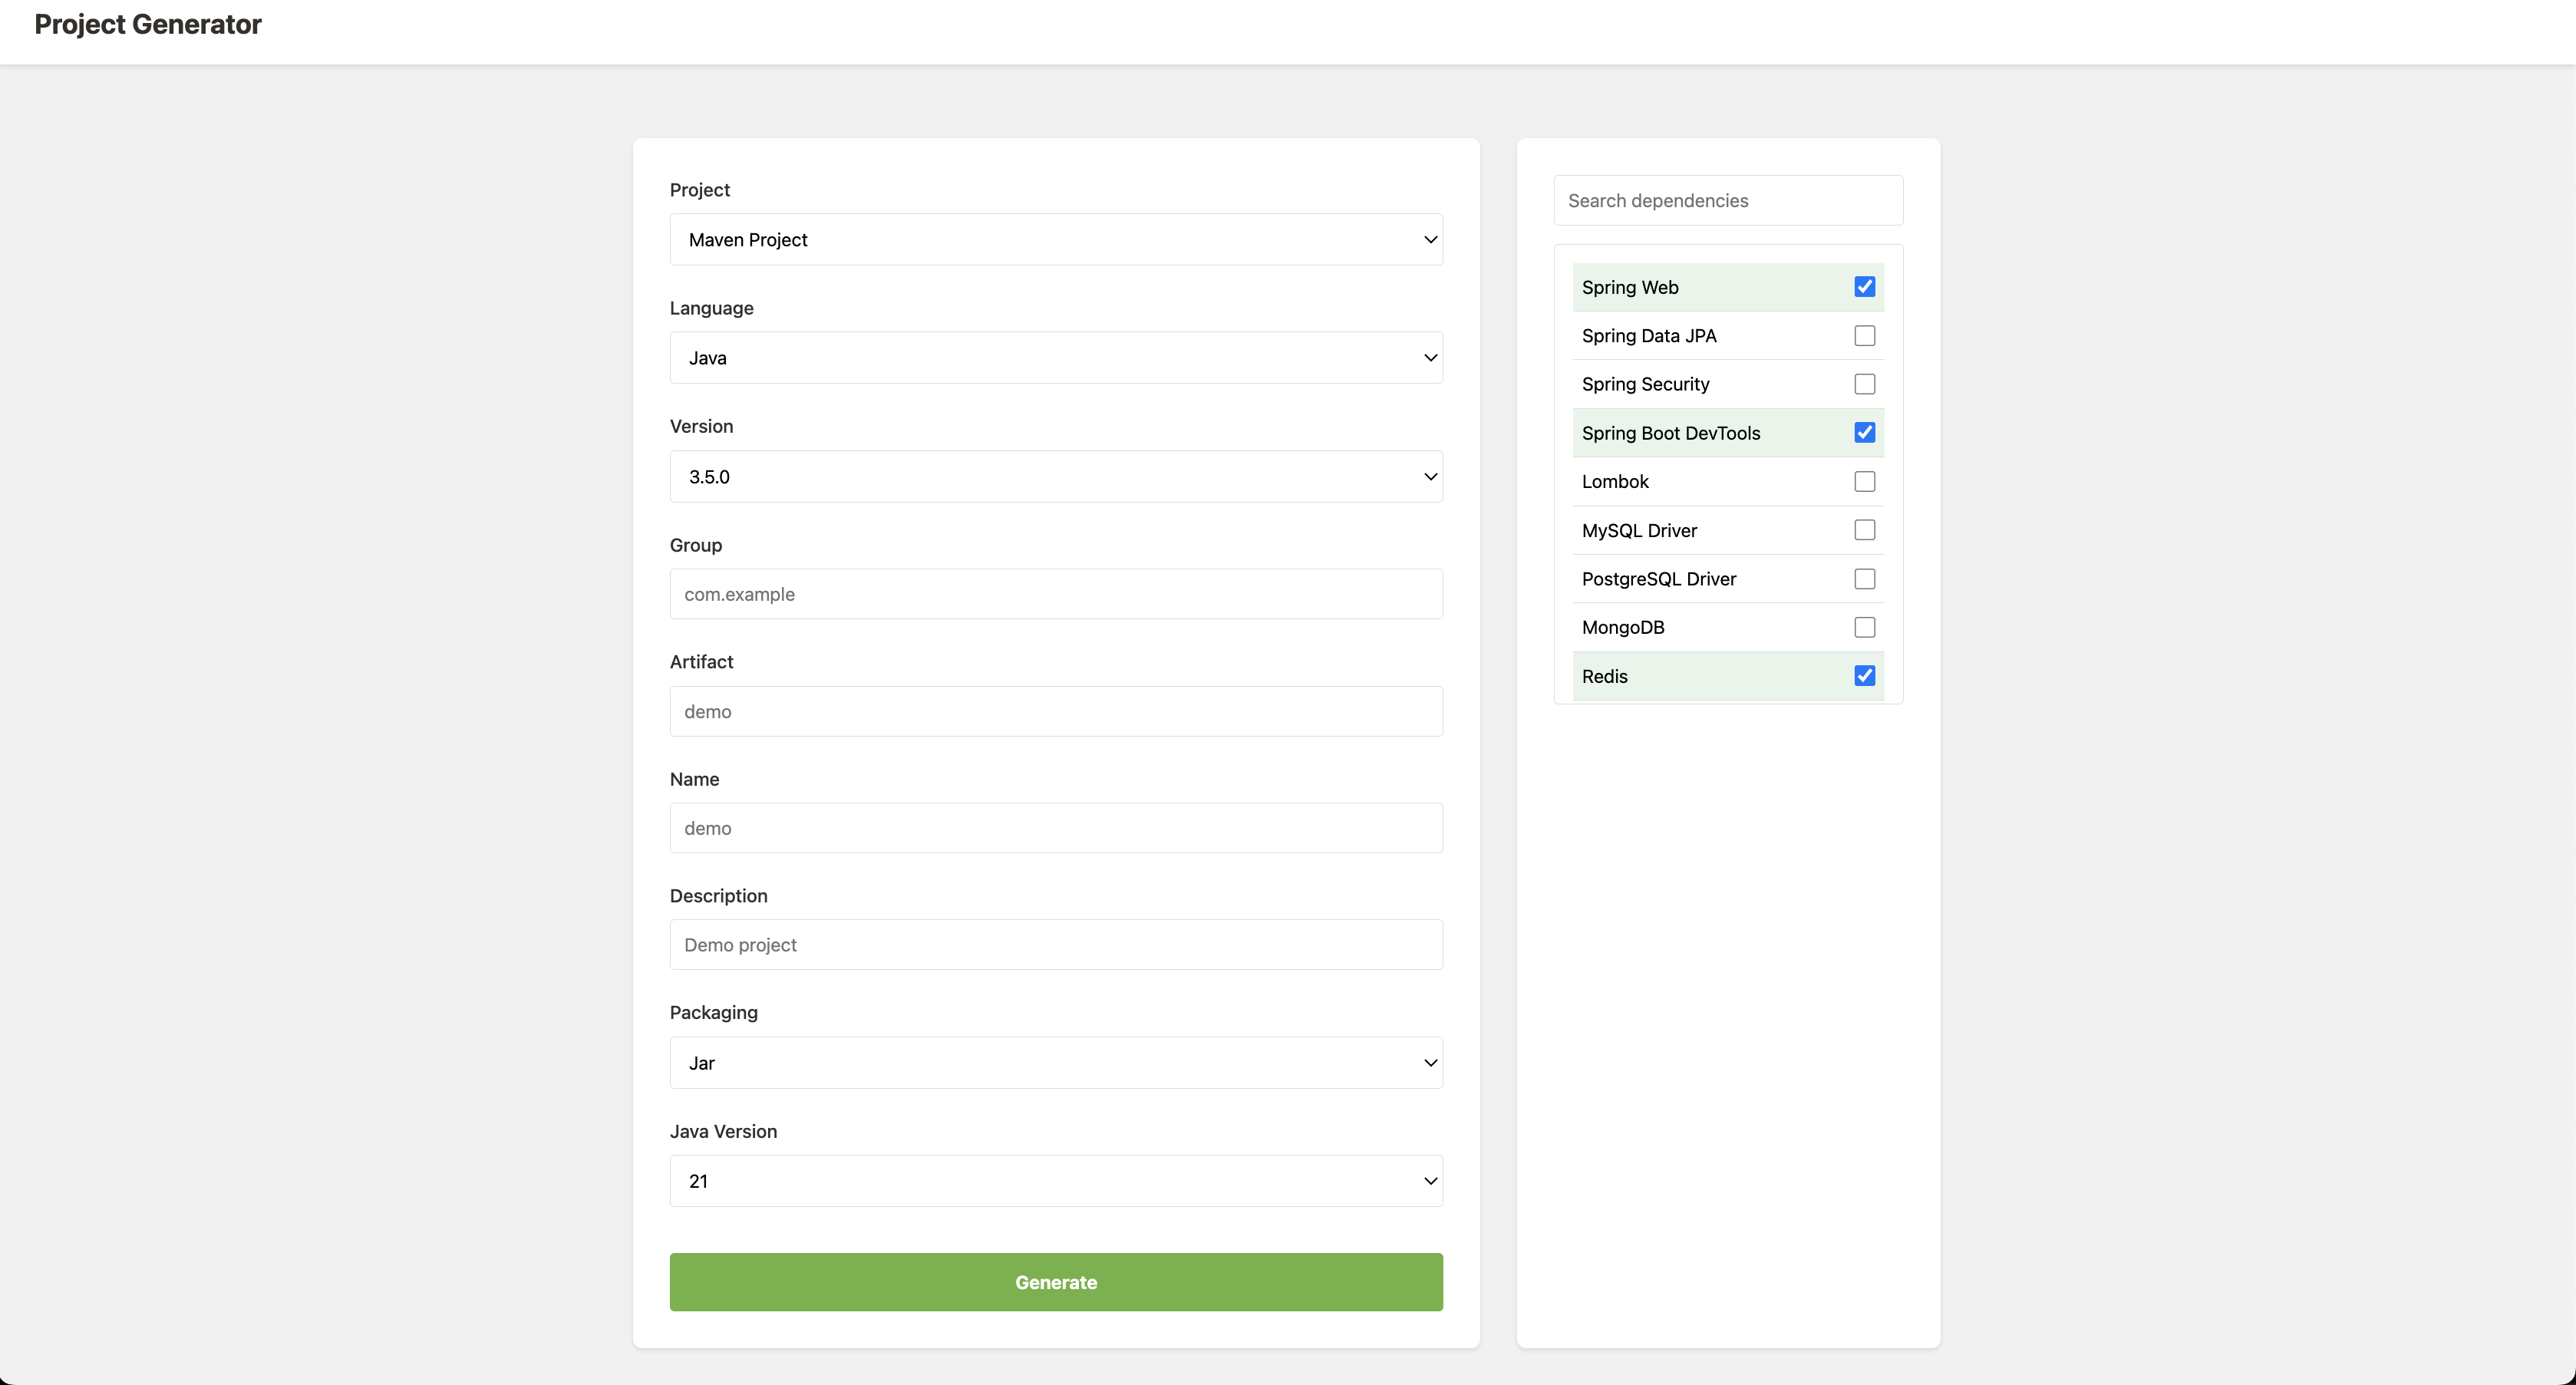 Project Generator
Project
Maven Project
Language
Java
Version
3.5.0
Group
com.example
Artifact
demo
Name
demo
Description
Demo project
Packaging
Jar
Java Version
21
Generate
Search dependencies
Spring Web
Spring Data JPA
Spring Security
Spring Boot DevTools
Lombok
MySQL Driver
PostgreSQL Driver
MongoDB
Redis